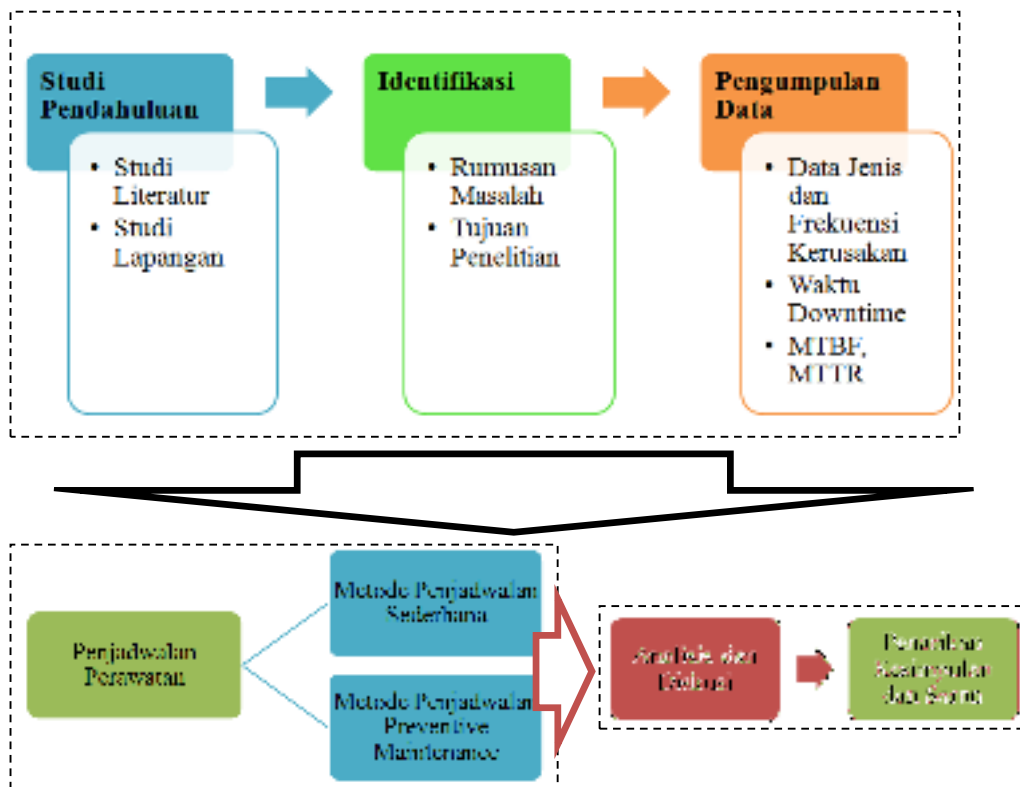 Studi
Pendahuluan
• Studi
Literatur
• Studi
Lapangan
Identifikasi
• Rumusan
Masalah
• Tujuan
Penelitian
Pengumpulan
Data
• Data Jenis
dan
Frekuensi
Kerusakan
• Waktu
Downtime
• MTBF,
MTTR
Penjadwalan
Perawatan
Metode Penjadwalan
Sederhana
Metode Penjadwalan
Preventive
Maintenance
Analisis dan
Diskusi
Penarikan
Kesimpulan
dan Saran